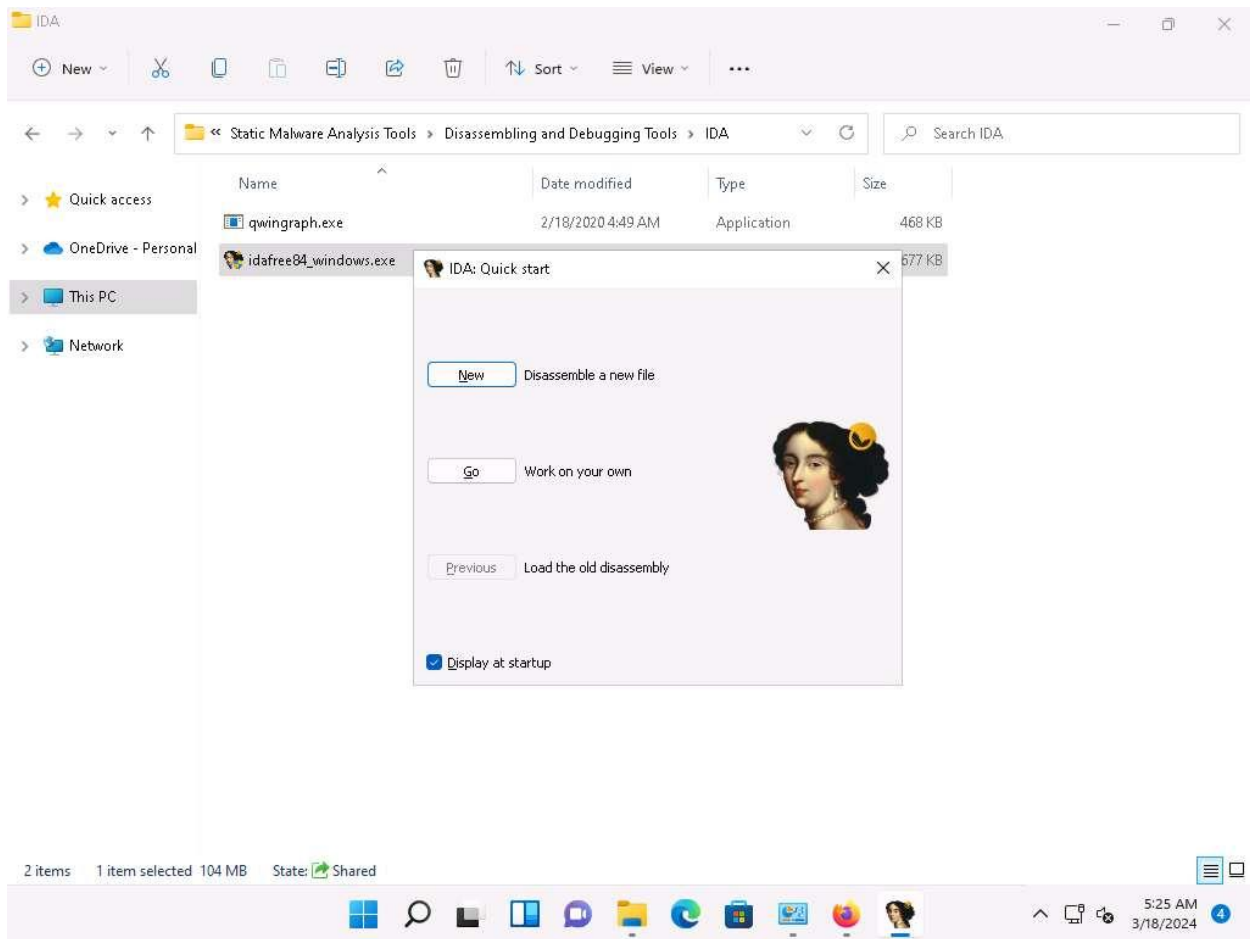 IDA
New Sort View ...
« Static Malware Analysis Tools > Disassembling and Debugging Tools > IDA
Search IDA
Name Date modified Type Size
Quick access
qwingraph.exe 2/18/2020 4:49 AM Application 468 KB
OneDrive - Personal
idafree84_windows.exe 677 KB
IDA: Quick start
This PC
Network
New Disassemble a new file
Go Work on your own
Previous Load the old disassembly
Display at startup
2 items 1 item selected 104 MB State: Shared
5:25 AM
3/18/2024
4